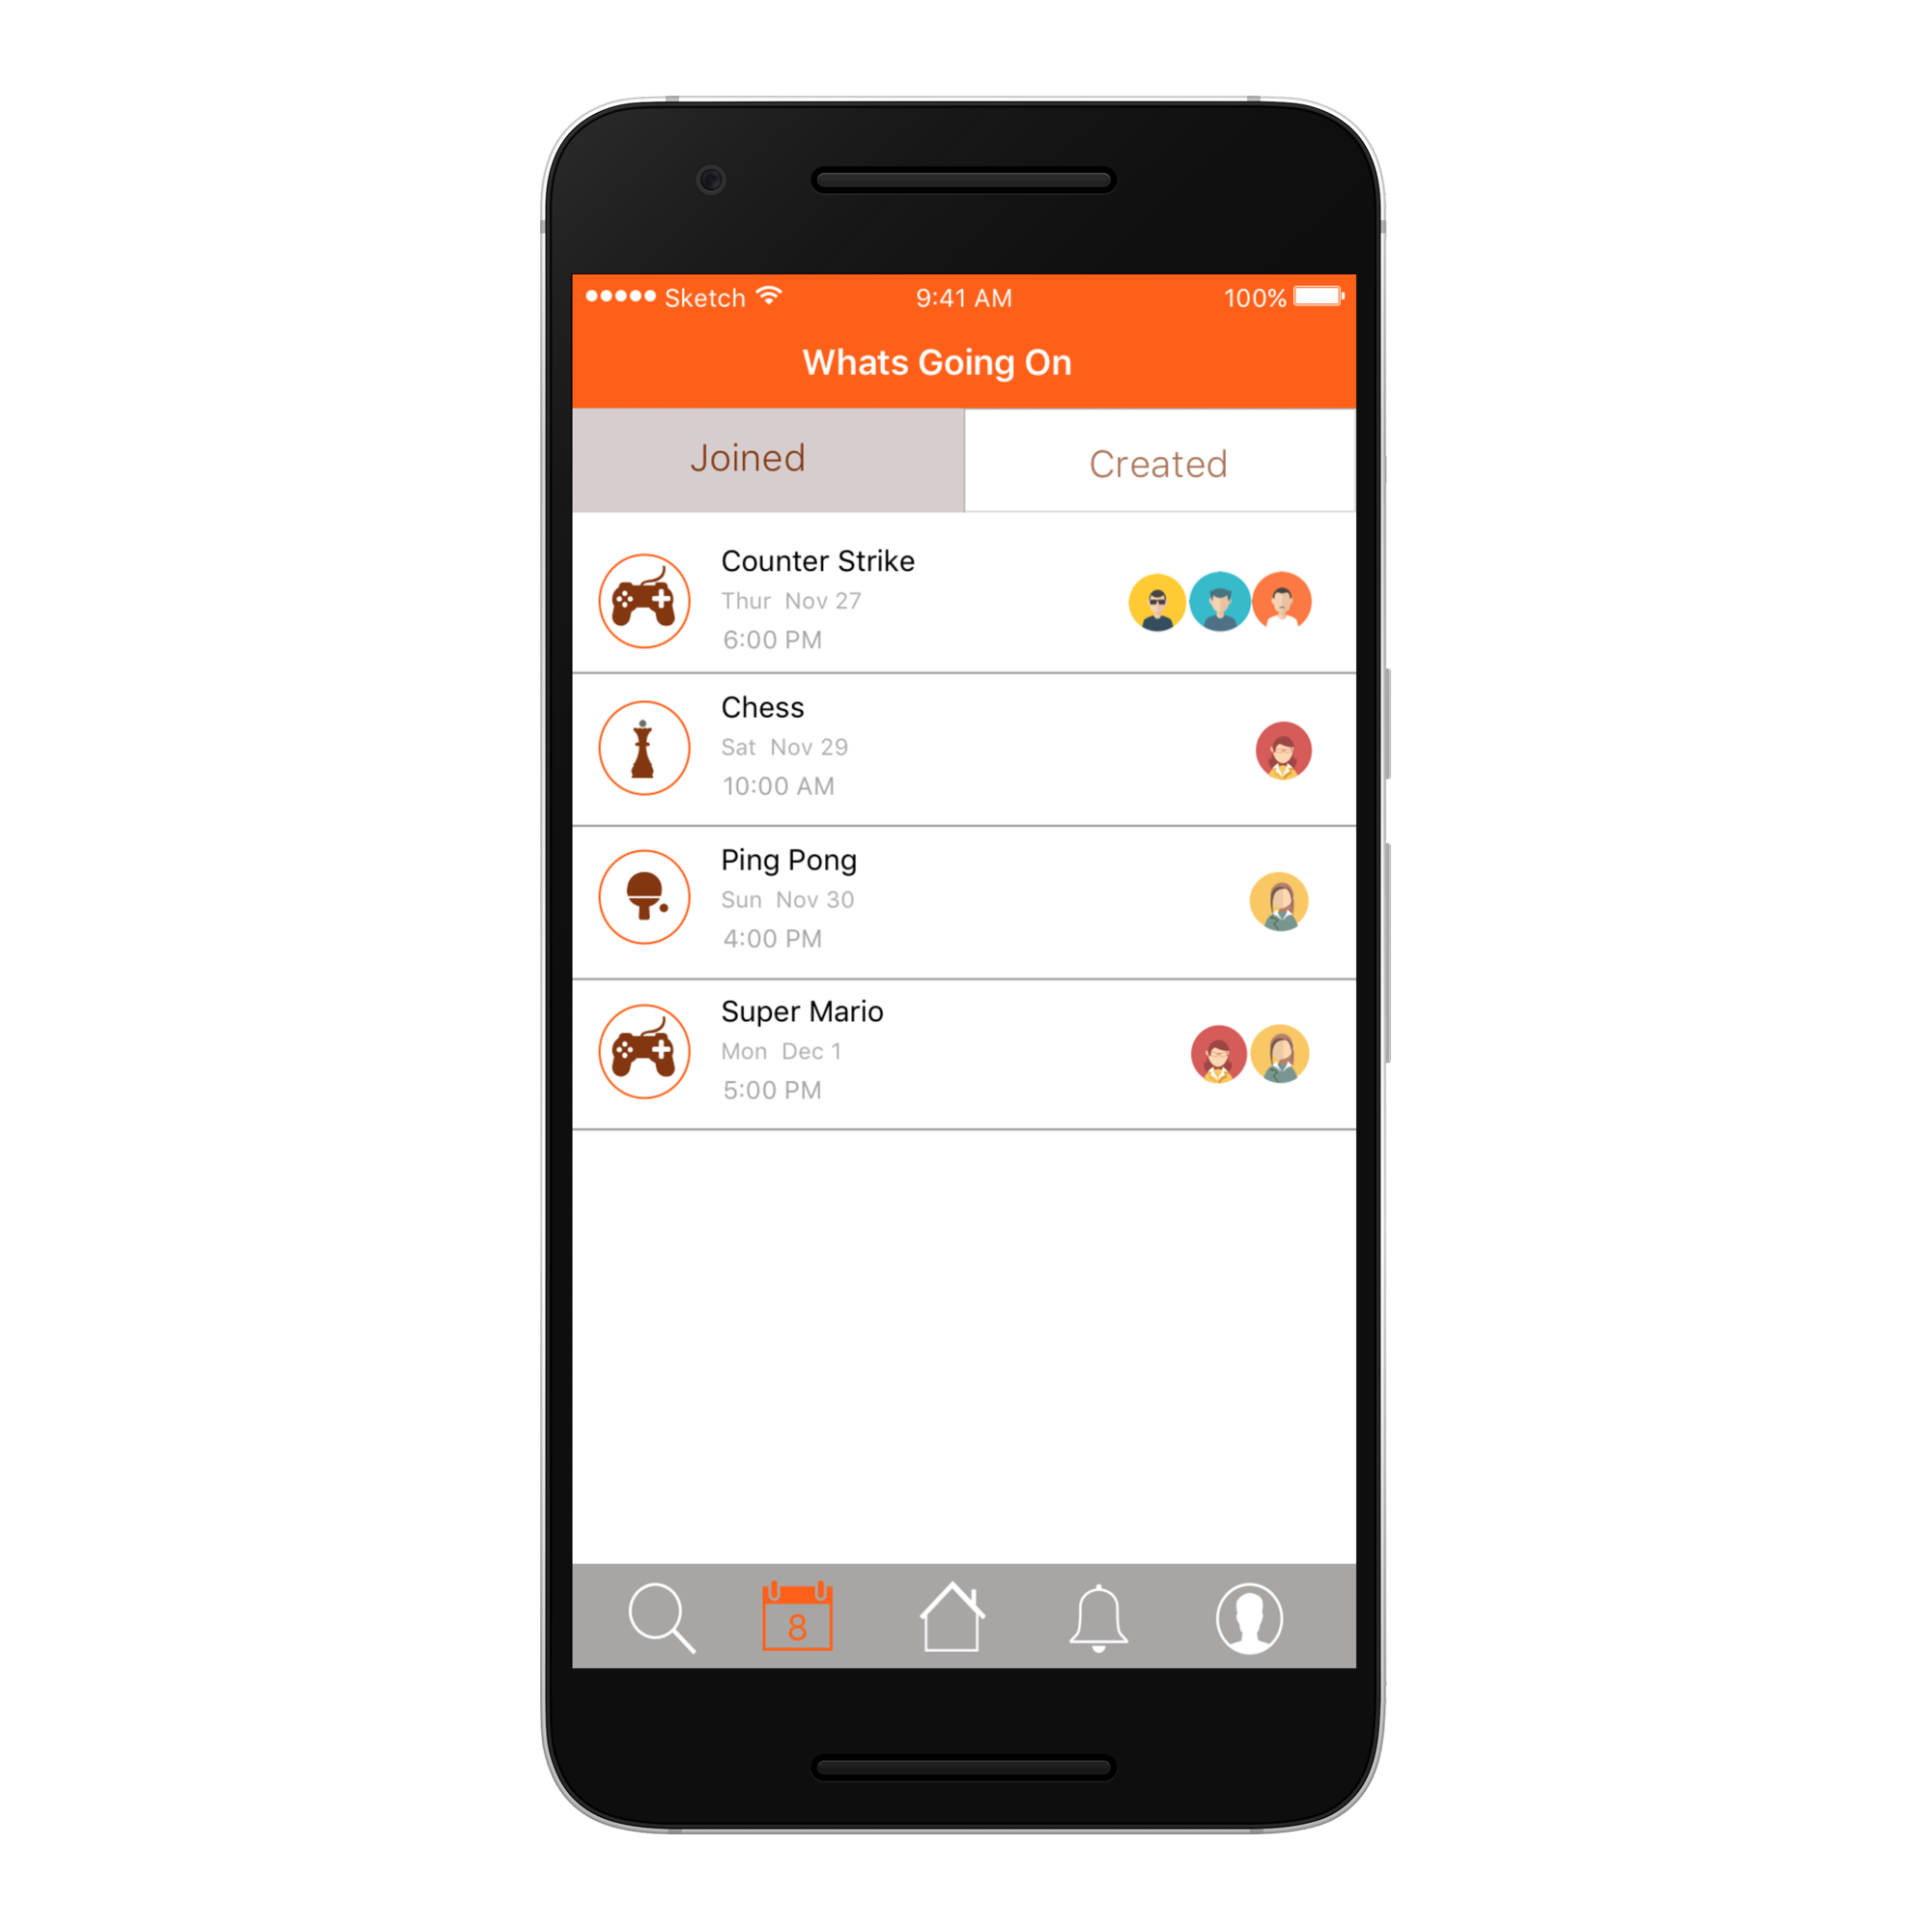 Sketch 9:41 AM 100%
Whats Going On
Joined Created
Counter Strike
Thur Nov 27
6:00 PM
Chess
Sat Nov 29
10:00 AM
Ping Pong
Sun Nov 30
4:00 PM
Super Mario
Mon Dec 1
5:00 PM
8